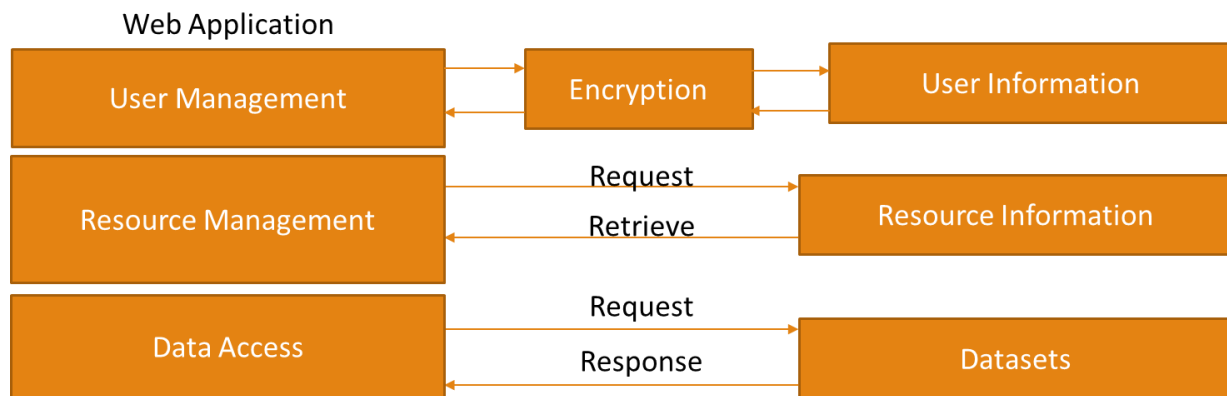 Web Application
User Management
Encryption
User Information
Resource Management
Request
Retrieve
Resource Information
Data Access
Request
Response
Datasets